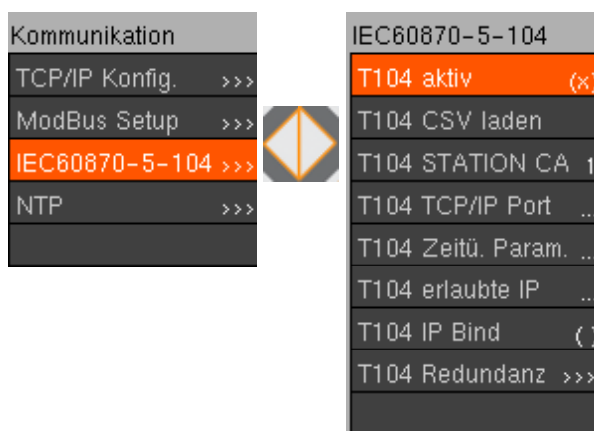 Kommunikation
TCP/IP Konfig. >>>
ModBus Setup >>>
IEC60870-5-104 >>>
NTP >>>
IEC60870-5-104
T104 aktiv (x)
T104 CSV laden
T104 STATION CA 1
T104 TCP/IP Port ...
T104 Zeitü. Param. ...
T104 erlaubte IP ...
T104 IP Bind ( )
T104 Redundanz >>>